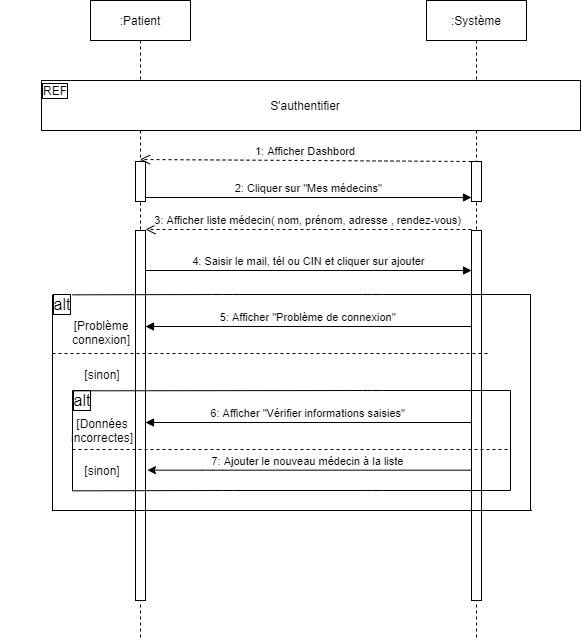 :Patient
:Système
REF
S'authentifier
1: Afficher Dashbord
2: Cliquer sur "Mes médecins"
3: Afficher liste médecin( nom, prénom, adresse , rendez-vous)
4: Saisir le mail, tél ou CIN et cliquer sur ajouter
alt
5: Afficher "Problème de connexion"
[Problème
connexion]
[sinon]
alt
6: Afficher "Vérifier informations saisies"
[Données
ncorrectes]
7: Ajouter le nouveau médecin à la liste
[sinon]